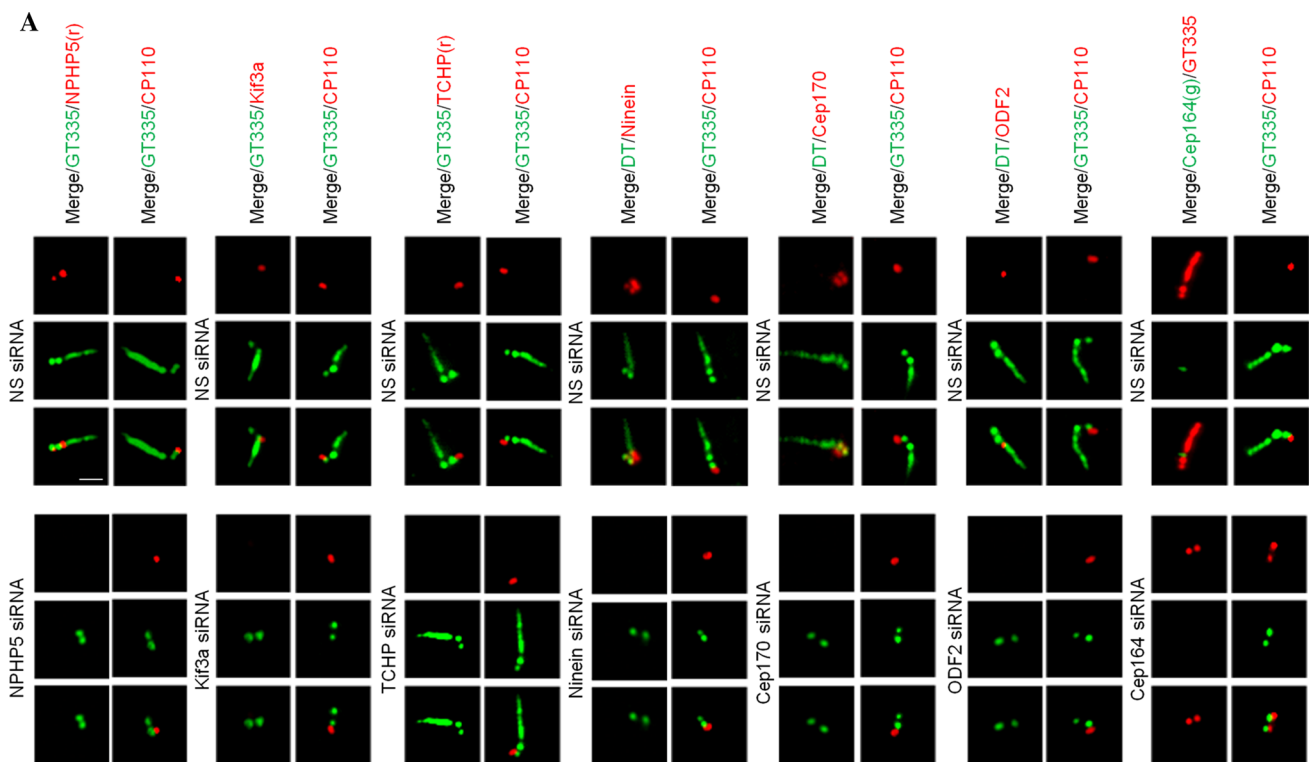 A
Merge/GT335/NPHP5(r)
Merge/GT335/CP110
Merge/GT335/Kif3a
Merge/GT335/CP110
Merge/GT335/TCHP(r)
Merge/GT335/CP110
Merge/DT/Ninein
Merge/GT335/CP110
Merge/DT/Cep170
Merge/GT335/CP110
Merge/DT/ODF2
Merge/GT335/CP110
Merge/Cep164(g)/GT335
Merge/GT335/CP110
NS siRNA
NS siRNA
NS siRNA
NS siRNA
NS siRNA
NS siRNA
NS siRNA
NPHP5 siRNA
Kif3a siRNA
TCHP siRNA
Ninein siRNA
Cep170 siRNA
ODF2 siRNA
Cep164 siRNA